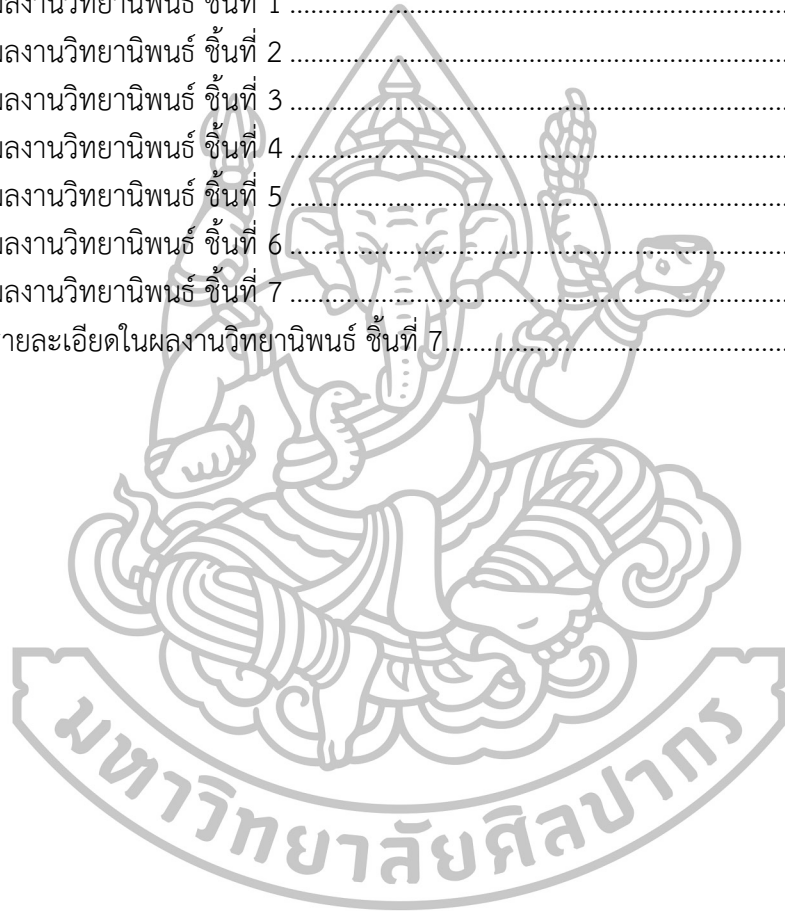 ผลงานวิทยานิพนธ์ ชิ้นที่ 1 ........................................................................
ผลงานวิทยานิพนธ์ ชิ้นที่ 2 ........................................................................
ผลงานวิทยานิพนธ์ ชิ้นที่ 3 ........................................................................
ผลงานวิทยานิพนธ์ ชิ้นที่ 4 ........................................................................
ผลงานวิทยานิพนธ์ ชิ้นที่ 5 ........................................................................
ผลงานวิทยานิพนธ์ ชิ้นที่ 6 ........................................................................
ผลงานวิทยานิพนธ์ ชิ้นที่ 7 ........................................................................
รายละเอียดในผลงานวิทยานิพนธ์ ชิ้นที่ 7..................................................
มหาวิทยาลัยศิลปากร